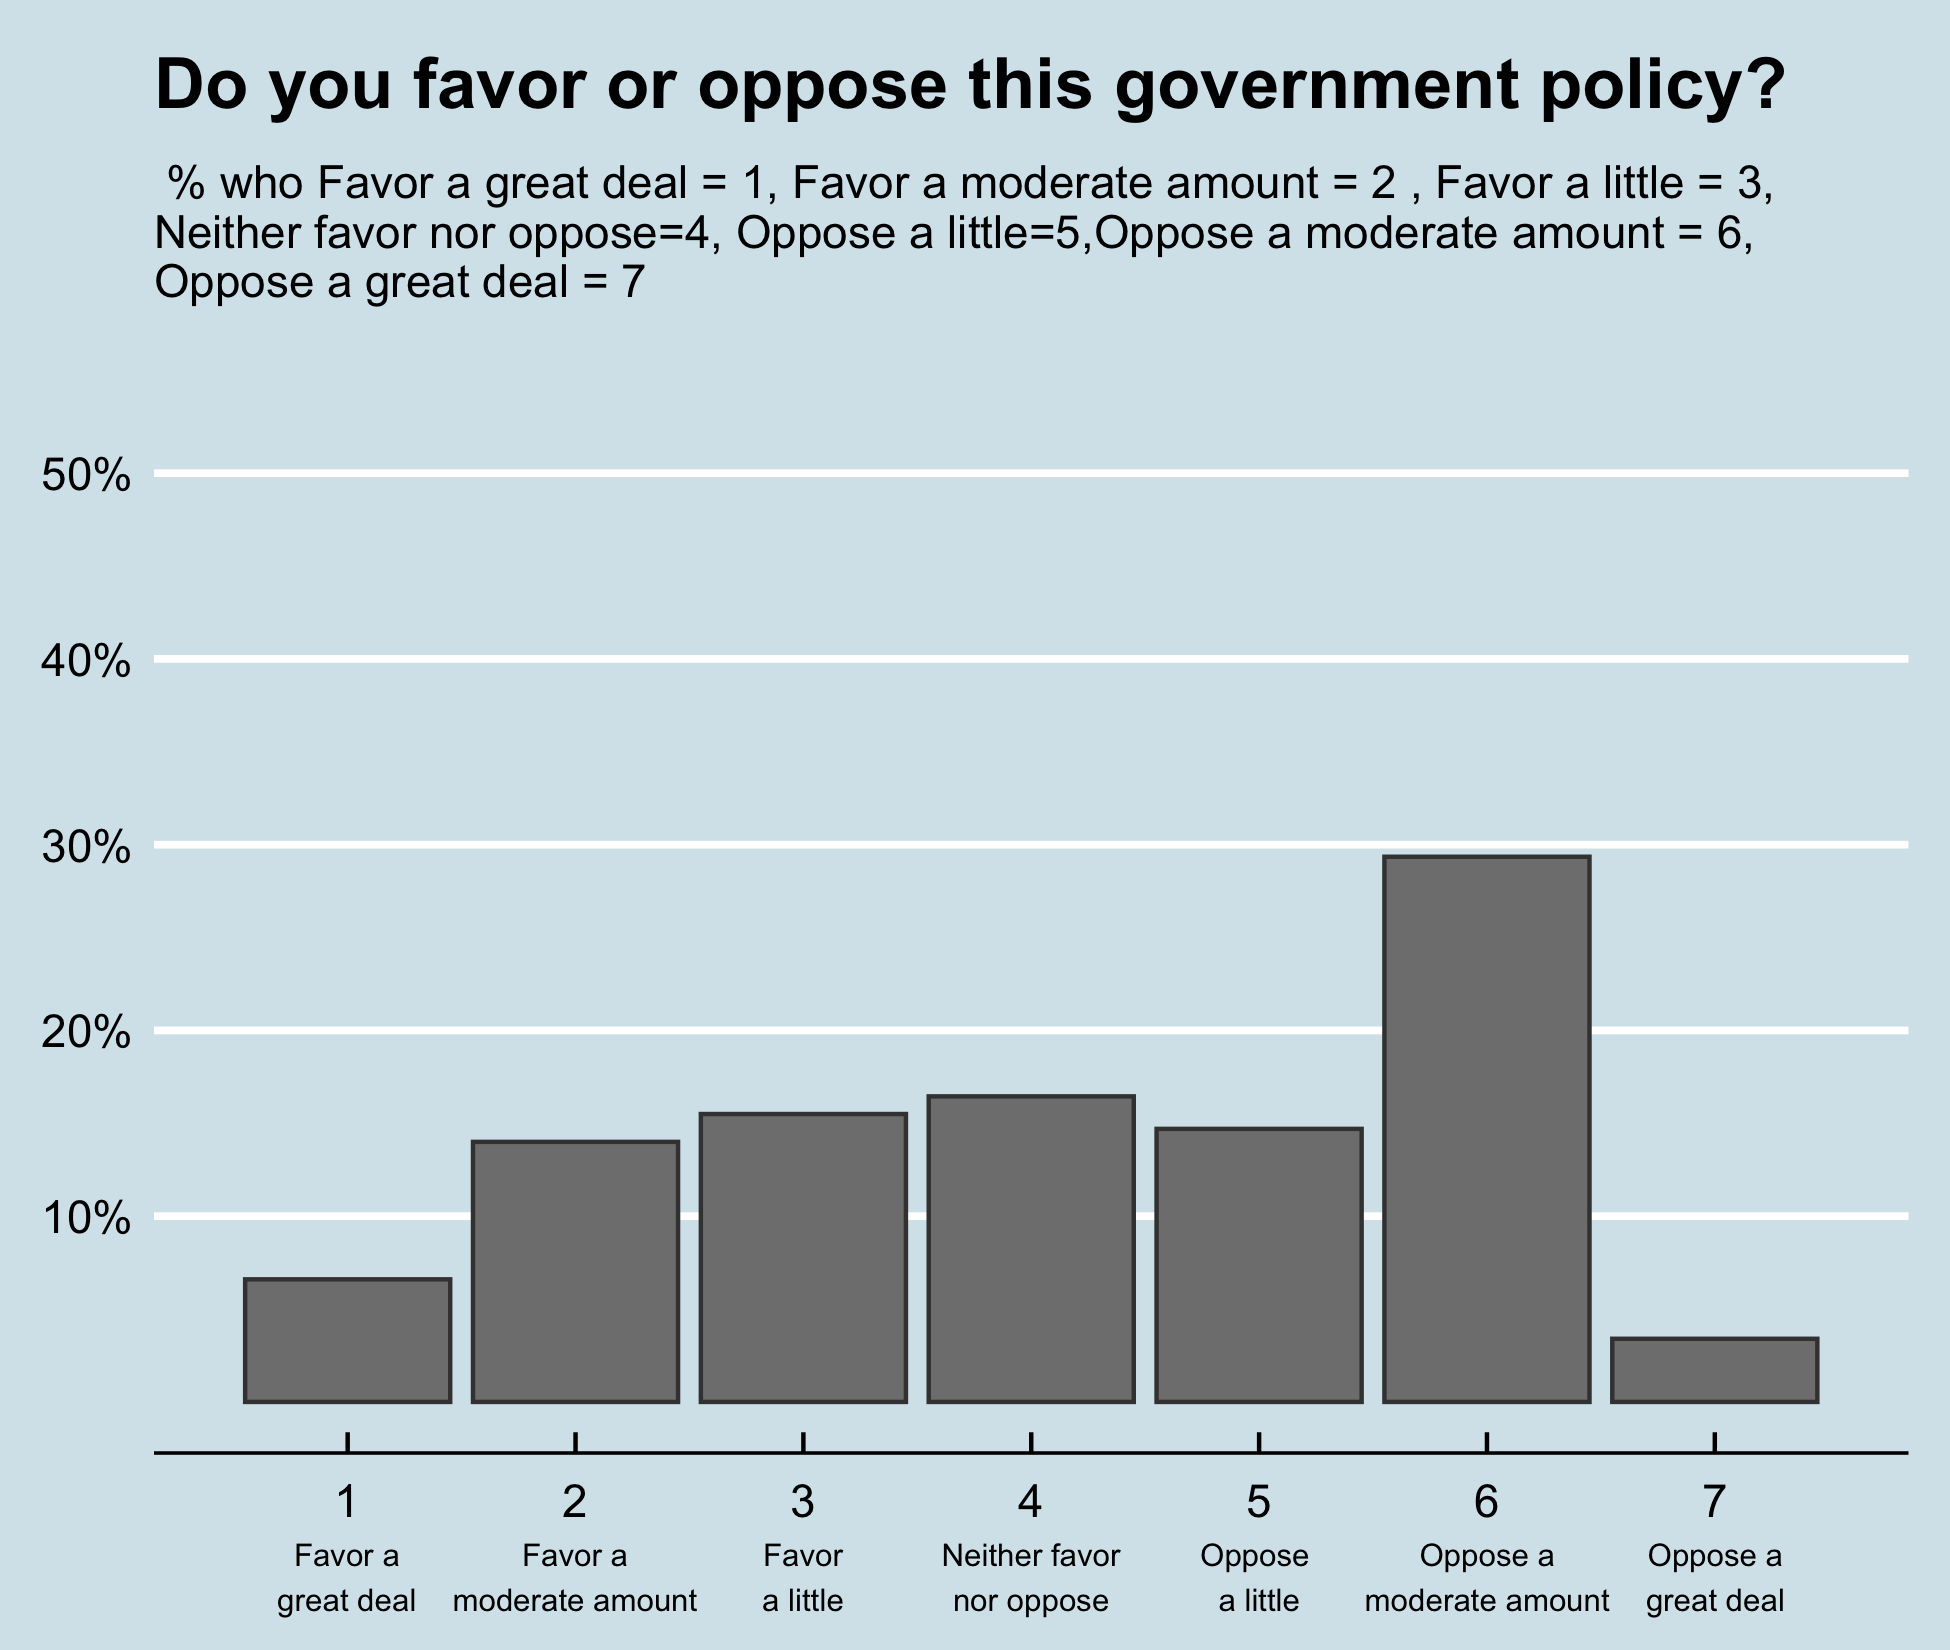 Do you favor or oppose this government policy?
% who Favor a great deal = 1, Favor a moderate amount = 2 , Favor a little = 3,
Neither favor nor oppose=4, Oppose a little=5,Oppose a moderate amount = 6,
Oppose a great deal = 7
50%
40%
30%
20%
10%
1 2 3 4 5 6 7
Favor a Favor a Favor Neither favor Oppose Oppose a Oppose a
great deal moderate amount a little nor oppose a little moderate amount great deal